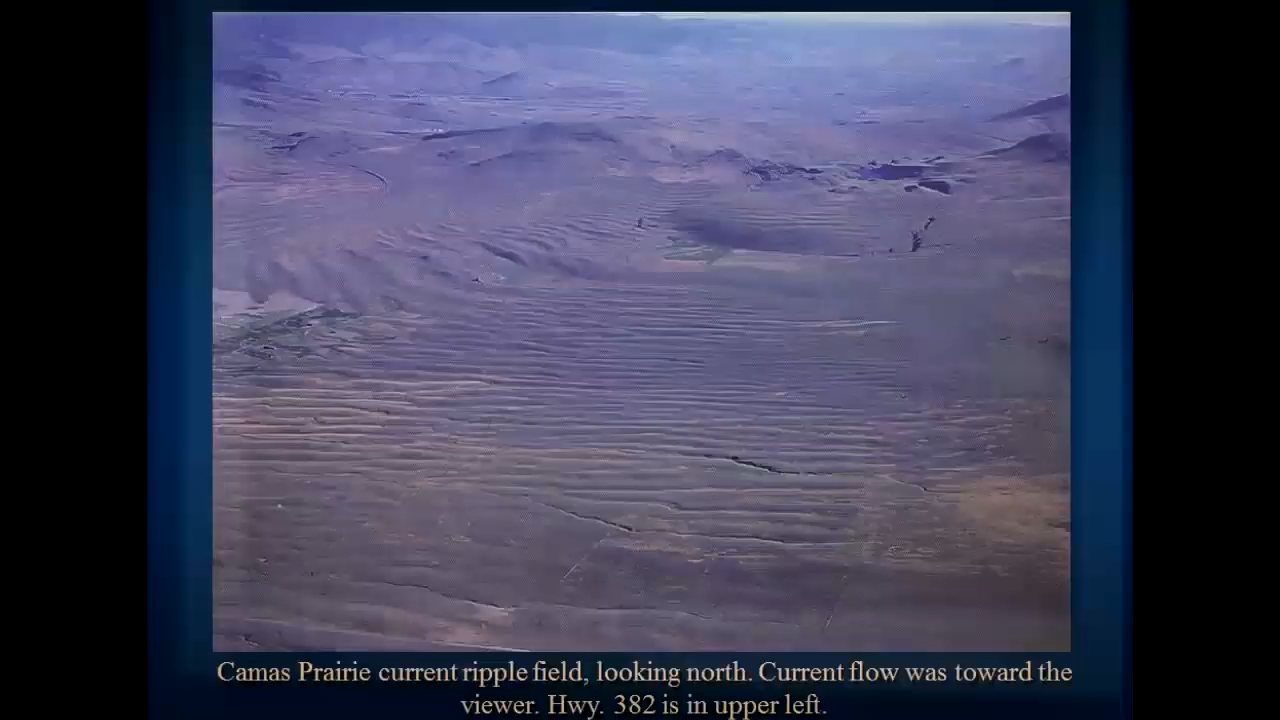 Camas Prairie current ripple field, looking north. Current flow was toward the
viewer. Hwy. 382 is in upper left.